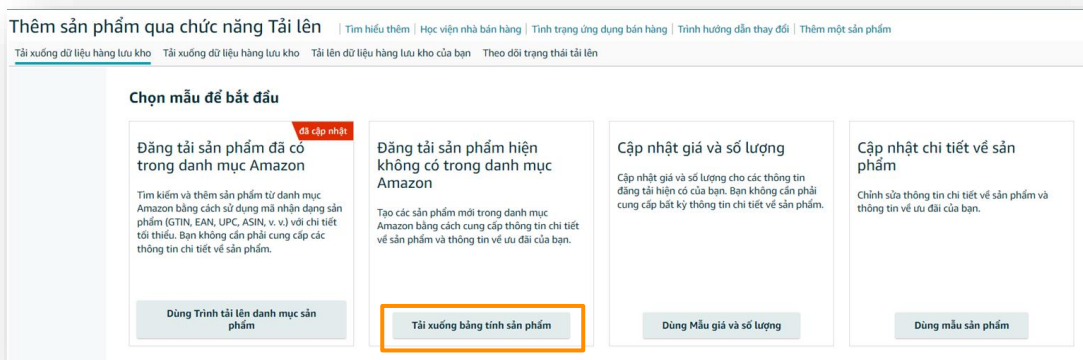 Thêm sản phẩm qua chức năng Tải lên | Tìm hiểu thêm | Học viện nhà bán hàng | Tình trạng ứng dụng bán hàng | Trình hướng dẫn thay đổi | Thêm một sản phẩm
Tải xuống dữ liệu hàng lưu kho Tải xuống dữ liệu hàng lưu kho Tải lên dữ liệu hàng lưu kho của bạn Theo dõi trạng thái tải lên
Chọn mẫu để bắt đầu
đã cập nhật
Đăng tải sản phẩm đã có
trong danh mục Amazon
Tìm kiếm và thêm sản phẩm từ danh mục
Amazon bằng cách sử dụng mã nhận dạng sản
phẩm (GTIN, EAN, UPC, ASIN, v. v.) với chi tiết
tối thiểu. Bạn không cần phải cung cấp các
thông tin chi tiết về sản phẩm.
Dùng Trình tải lên danh mục sản
phẩm
Đăng tải sản phẩm hiện
không có trong danh mục
Amazon
Tạo các sản phẩm mới trong danh mục
Amazon bằng cách cung cấp thông tin chi tiết
về sản phẩm và thông tin về ưu đãi của bạn.
Tải xuống bảng tính sản phẩm
Cập nhật giá và số lượng
Cập nhật giá và số lượng cho các thông tin
đăng tải hiện có của bạn. Bạn không cần phải
cung cấp bất kỳ thông tin chi tiết về sản phẩm.
Dùng Mẫu giá và số lượng
Cập nhật chi tiết về sản
phẩm
Chỉnh sửa thông tin chi tiết về sản phẩm và
thông tin về ưu đãi của bạn.
Dùng mẫu sản phẩm